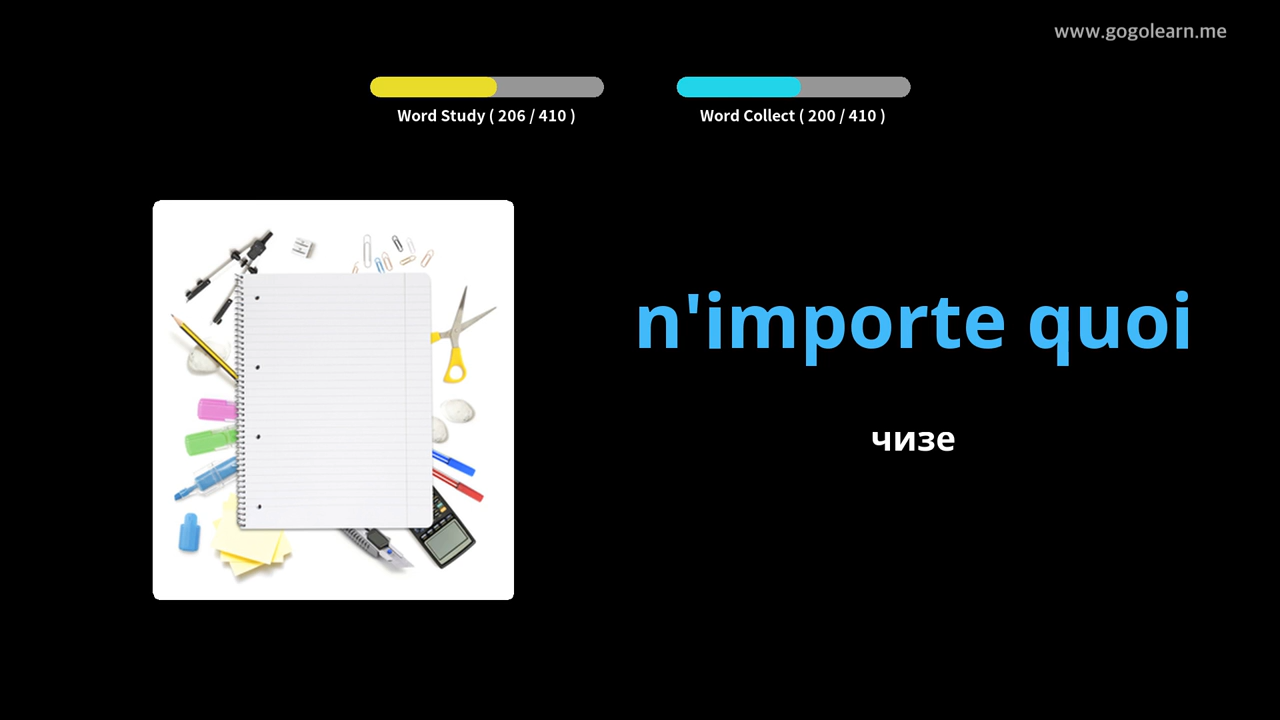 www.gogolearn.me
Word Study ( 206 / 410 )
Word Collect ( 200 / 410 )
n'importe quoi
чизе